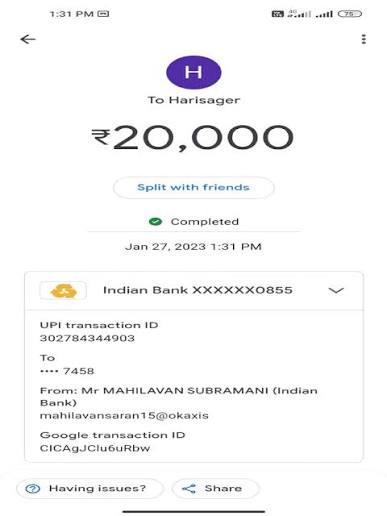 1:31 PM
4G
75
H
To Harisager
₹20,000
Split with friends
Completed
Jan 27, 2023 1:31 PM
Indian Bank XXXXXX0855
UPI transaction ID
302784344903
To
•••• 7458
From: Mr MAHILAVAN SUBRAMANI (Indian
Bank)
mahilavansaran15@okaxis
Google transaction ID
CICAgJClu6uRbw
Having issues?
Share